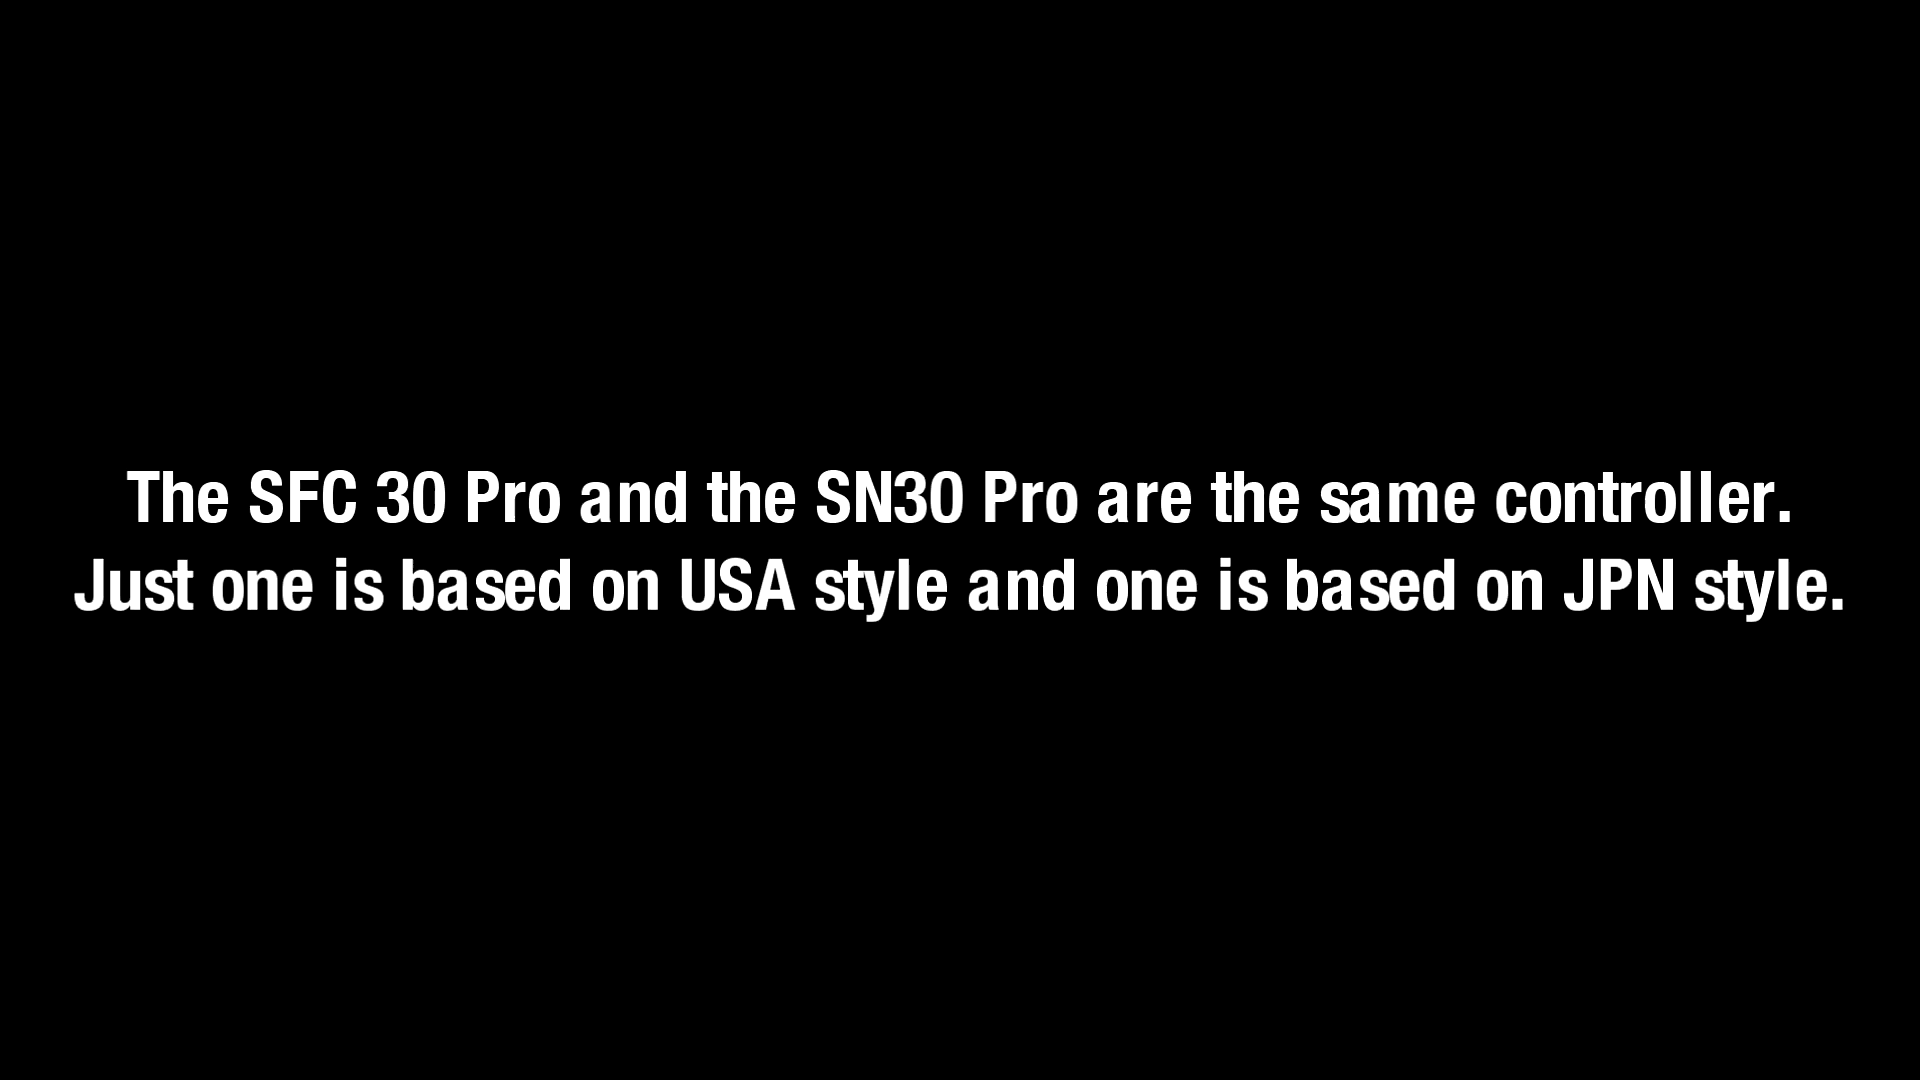 The SFC 30 Pro and the SN30 Pro are the same controller.
Just one is based on USA style and one is based on JPN style.